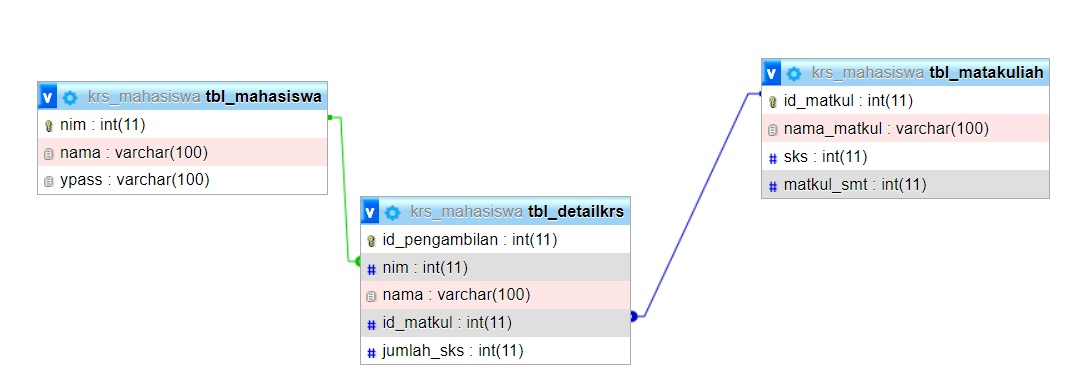 v krs_mahasiswa tbl_mahasiswa
nim : int(11)
nama : varchar(100)
ypass : varchar(100)
v krs_mahasiswa tbl_detailkrs
id_pengambilan : int(11)
# nim : int(11)
nama : varchar(100)
# id_matkul : int(11)
# jumlah_sks : int(11)
v krs_mahasiswa tbl_matakuliah
id_matkul : int(11)
nama_matkul : varchar(100)
# sks : int(11)
# matkul_smt : int(11)